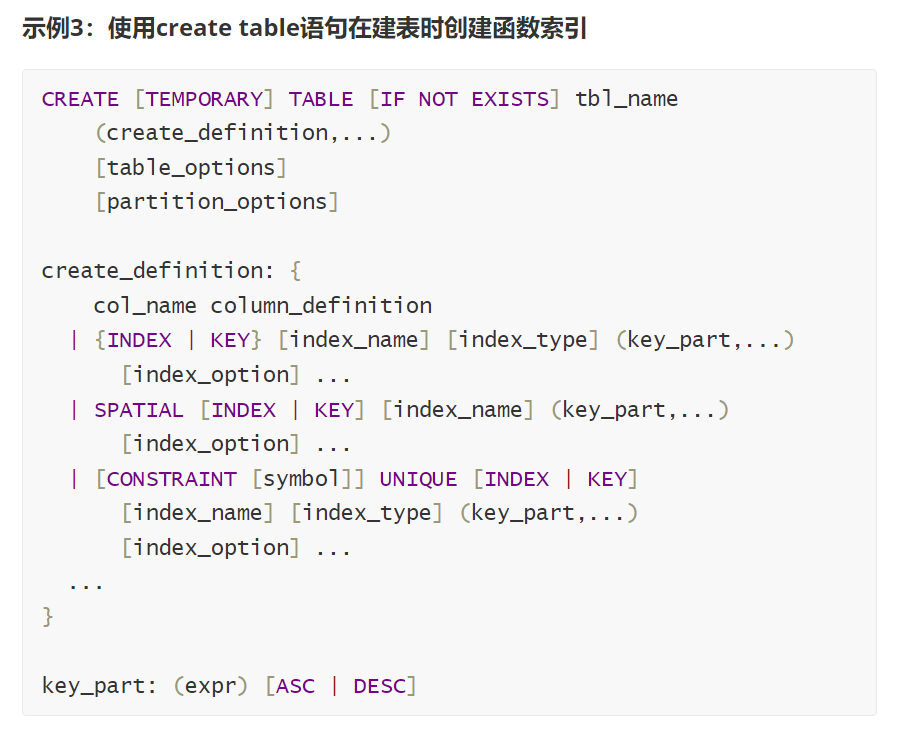 示例3：使用create table语句在建表时创建函数索引
CREATE [TEMPORARY] TABLE [IF NOT EXISTS] tbl_name
    (create_definition,...)
    [table_options]
    [partition_options]

create_definition: {
    col_name column_definition
  | {INDEX | KEY} [index_name] [index_type] (key_part,...)
      [index_option] ...
  | SPATIAL [INDEX | KEY] [index_name] (key_part,...)
      [index_option] ...
  | [CONSTRAINT [symbol]] UNIQUE [INDEX | KEY]
      [index_name] [index_type] (key_part,...)
      [index_option] ...
  ...
}

key_part: (expr) [ASC | DESC]